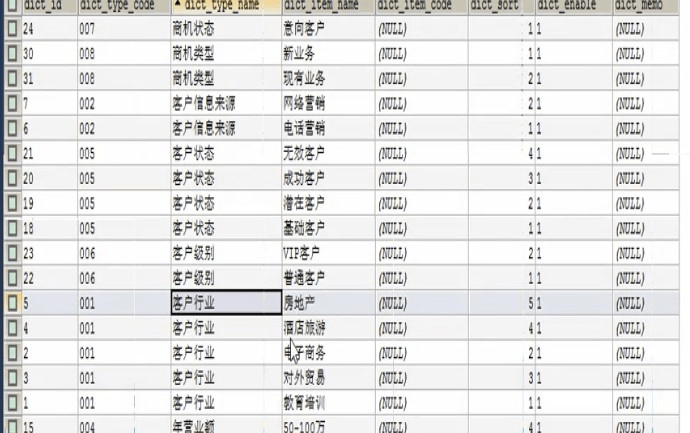 dict_id dict_type_code dict_type_name dict_item_name dict_item_code dict_sort dict_enable dict_memo
24 007 商机状态 意向客户 (NULL) 1 1 (NULL)
30 008 商机类型 新业务 (NULL) 1 1 (NULL)
31 008 商机类型 现有业务 (NULL) 2 1 (NULL)
7 002 客户信息来源 网络营销 (NULL) 2 1 (NULL)
6 002 客户信息来源 电话营销 (NULL) 1 1 (NULL)
21 005 客户状态 无效客户 (NULL) 4 1 (NULL)
20 005 客户状态 成功客户 (NULL) 3 1 (NULL)
19 005 客户状态 潜在客户 (NULL) 2 1 (NULL)
18 005 客户状态 基础客户 (NULL) 1 1 (NULL)
23 006 客户级别 VIP客户 (NULL) 2 1 (NULL)
22 006 客户级别 普通客户 (NULL) 1 1 (NULL)
5 001 客户行业 房地产 (NULL) 5 1 (NULL)
4 001 客户行业 酒店旅游 (NULL) 4 1 (NULL)
2 001 客户行业 电子商务 (NULL) 2 1 (NULL)
3 001 客户行业 对外贸易 (NULL) 3 1 (NULL)
1 001 客户行业 教育培训 (NULL) 1 1 (NULL)
15 004 年营业额 50-100万 (NULL) 4 1 (NULL)